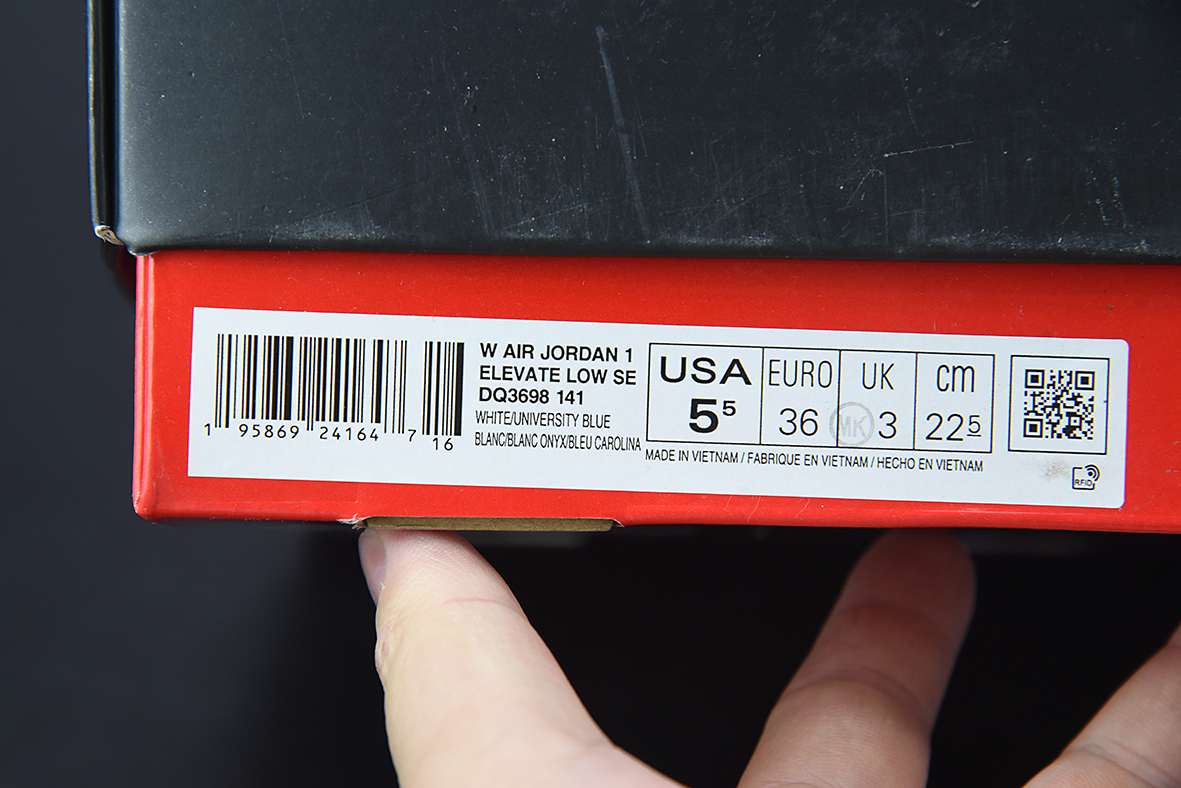 1 95869 24164 7 16
W AIR JORDAN 1
ELEVATE LOW SE
DQ3698 141
WHITE/UNIVERSITY BLUE
BLANC/BLANC ONYX/BLEU CAROLINA
USA EURO UK cm
5⁵ 36 MK 3 22⁵
MADE IN VIETNAM / FABRIQUE EN VIETNAM / HECHO EN VIETNAM
RFID